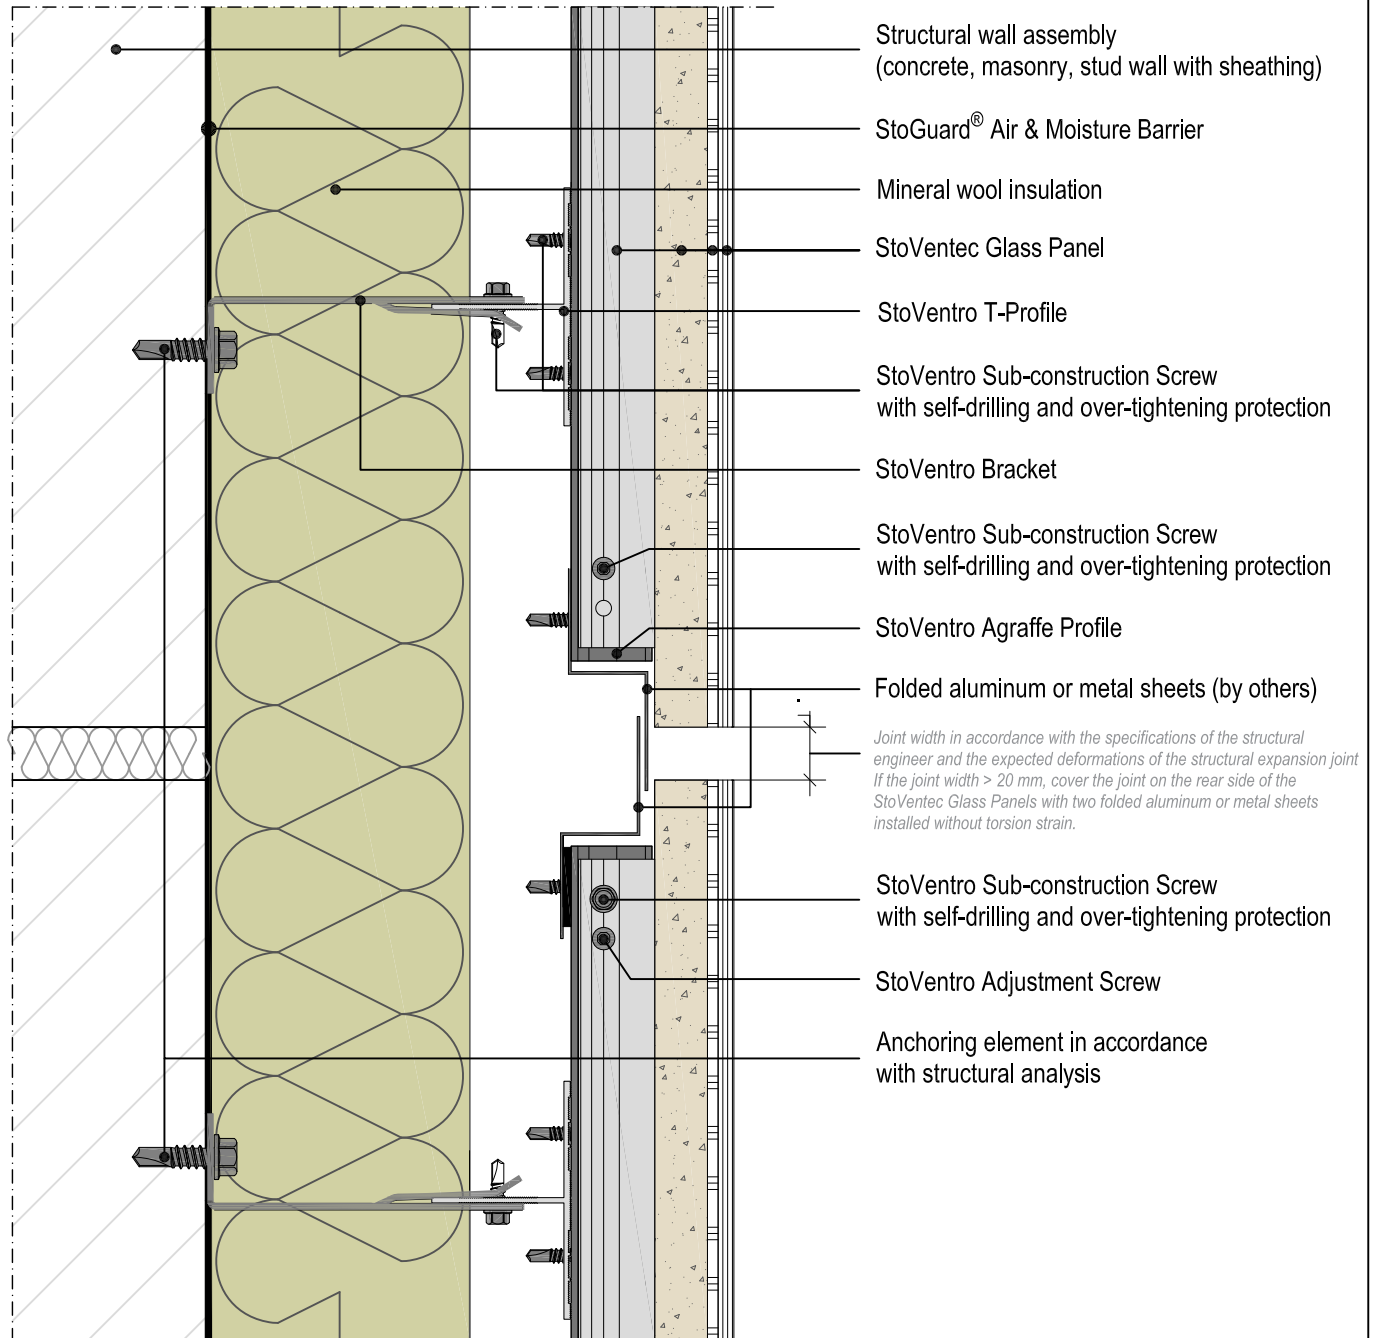 Structural wall assembly
(concrete, masonry, stud wall with sheathing)
StoGuard® Air & Moisture Barrier
Mineral wool insulation
StoVentec Glass Panel
StoVentro T-Profile
StoVentro Sub-construction Screw
with self-drilling and over-tightening protection
StoVentro Bracket
StoVentro Sub-construction Screw
with self-drilling and over-tightening protection
StoVentro Agraffe Profile
Folded aluminum or metal sheets (by others)
Joint width in accordance with the specifications of the structural
engineer and the expected deformations of the structural expansion joint
If the joint width > 20 mm, cover the joint on the rear side of the
StoVentec Glass Panels with two folded aluminum or metal sheets
installed without torsion strain.
StoVentro Sub-construction Screw
with self-drilling and over-tightening protection
StoVentro Adjustment Screw
Anchoring element in accordance
with structural analysis